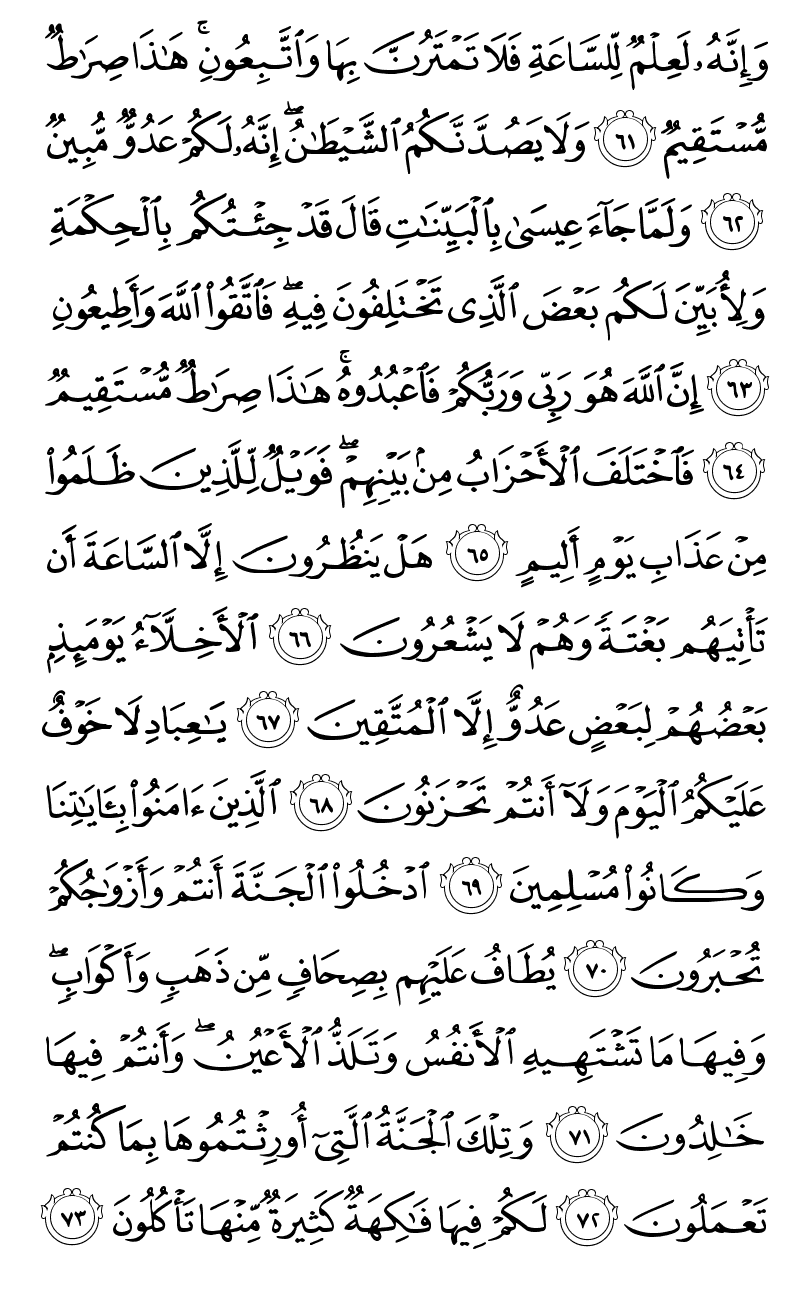 وَإِنَّهُۥ لَعِلْمٌ لِّلسَّاعَةِ فَلَا تَمْتَرُنَّ بِهَا وَٱتَّبِعُونِ ۚ هَٰذَا صِرَٰطٌ
مُّسْتَقِيمٌ ٦١ وَلَا يَصُدَّنَّكُمُ ٱلشَّيْطَٰنُ ۖ إِنَّهُۥ لَكُمْ عَدُوٌّ مُّبِينٌ
٦٢ وَلَمَّا جَآءَ عِيسَىٰ بِٱلْبَيِّنَٰتِ قَالَ قَدْ جِئْتُكُم بِٱلْحِكْمَةِ
وَلِأُبَيِّنَ لَكُم بَعْضَ ٱلَّذِى تَخْتَلِفُونَ فِيهِ ۖ فَٱتَّقُوا۟ ٱللَّهَ وَأَطِيعُونِ
٦٣ إِنَّ ٱللَّهَ هُوَ رَبِّى وَرَبُّكُمْ فَٱعْبُدُوهُ ۚ هَٰذَا صِرَٰطٌ مُّسْتَقِيمٌ
٦٤ فَٱخْتَلَفَ ٱلْأَحْزَابُ مِنۢ بَيْنِهِمْ ۖ فَوَيْلٌ لِّلَّذِينَ ظَلَمُوا۟
مِنْ عَذَابِ يَوْمٍ أَلِيمٍ ٦٥ هَلْ يَنظُرُونَ إِلَّا ٱلسَّاعَةَ أَن
تَأْتِيَهُم بَغْتَةً وَهُمْ لَا يَشْعُرُونَ ٦٦ ٱلْأَخِلَّآءُ يَوْمَئِذٍۭ
بَعْضُهُمْ لِبَعْضٍ عَدُوٌّ إِلَّا ٱلْمُتَّقِينَ ٦٧ يَٰعِبَادِ لَا خَوْفٌ
عَلَيْكُمُ ٱلْيَوْمَ وَلَآ أَنتُمْ تَحْزَنُونَ ٦٨ ٱلَّذِينَ ءَامَنُوا۟ بِـَٔايَٰتِنَا
وَكَانُوا۟ مُسْلِمِينَ ٦٩ ٱدْخُلُوا۟ ٱلْجَنَّةَ أَنتُمْ وَأَزْوَٰجُكُمْ
تُحْبَرُونَ ٧٠ يُطَافُ عَلَيْهِم بِصِحَافٍ مِّن ذَهَبٍ وَأَكْوَابٍ ۖ
وَفِيهَا مَا تَشْتَهِيهِ ٱلْأَنفُسُ وَتَلَذُّ ٱلْأَعْيُنُ ۖ وَأَنتُمْ فِيهَا
خَٰلِدُونَ ٧١ وَتِلْكَ ٱلْجَنَّةُ ٱلَّتِىٓ أُورِثْتُمُوهَا بِمَا كُنتُمْ
تَعْمَلُونَ ٧٢ لَكُمْ فِيهَا فَٰكِهَةٌ كَثِيرَةٌ مِّنْهَا تَأْكُلُونَ ٧٣